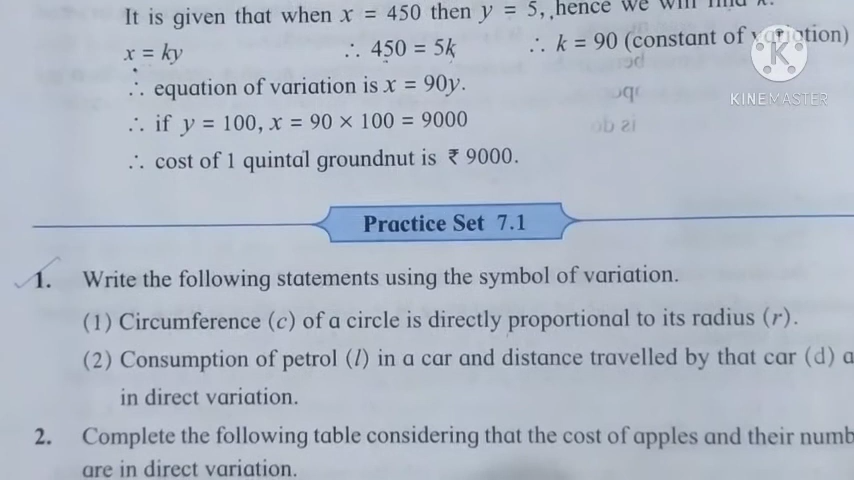 It is given that when x = 450 then y = 5, hence we will find k.
x = ky ∴ 450 = 5k ∴ k = 90 (constant of variation)
∴ equation of variation is x = 90y.
∴ if y = 100, x = 90 × 100 = 9000
∴ cost of 1 quintal groundnut is ₹ 9000.
KINEMASTER
Practice Set 7.1
1. Write the following statements using the symbol of variation.
(1) Circumference (c) of a circle is directly proportional to its radius (r).
(2) Consumption of petrol (l) in a car and distance travelled by that car (d) a
in direct variation.
2. Complete the following table considering that the cost of apples and their numb
are in direct variation.